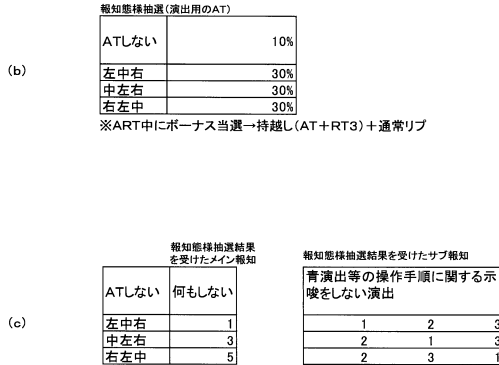 報知態様抽選(演出用のAT)
ATしない 10%
(b)
左中右 30%
中左右 30%
右左中 30%
※ART中にボーナス当選→持越し(AT+RT3)+通常リプ
報知態様抽選結果
を受けたメイン報知
報知態様抽選結果を受けたサブ報知
ATしない 何もしない
青演出等の操作手順に関する示
唆をしない演出
(c)
左中右 1 1 2 3
中左右 3 2 1 3
右左中 5 2 3 1